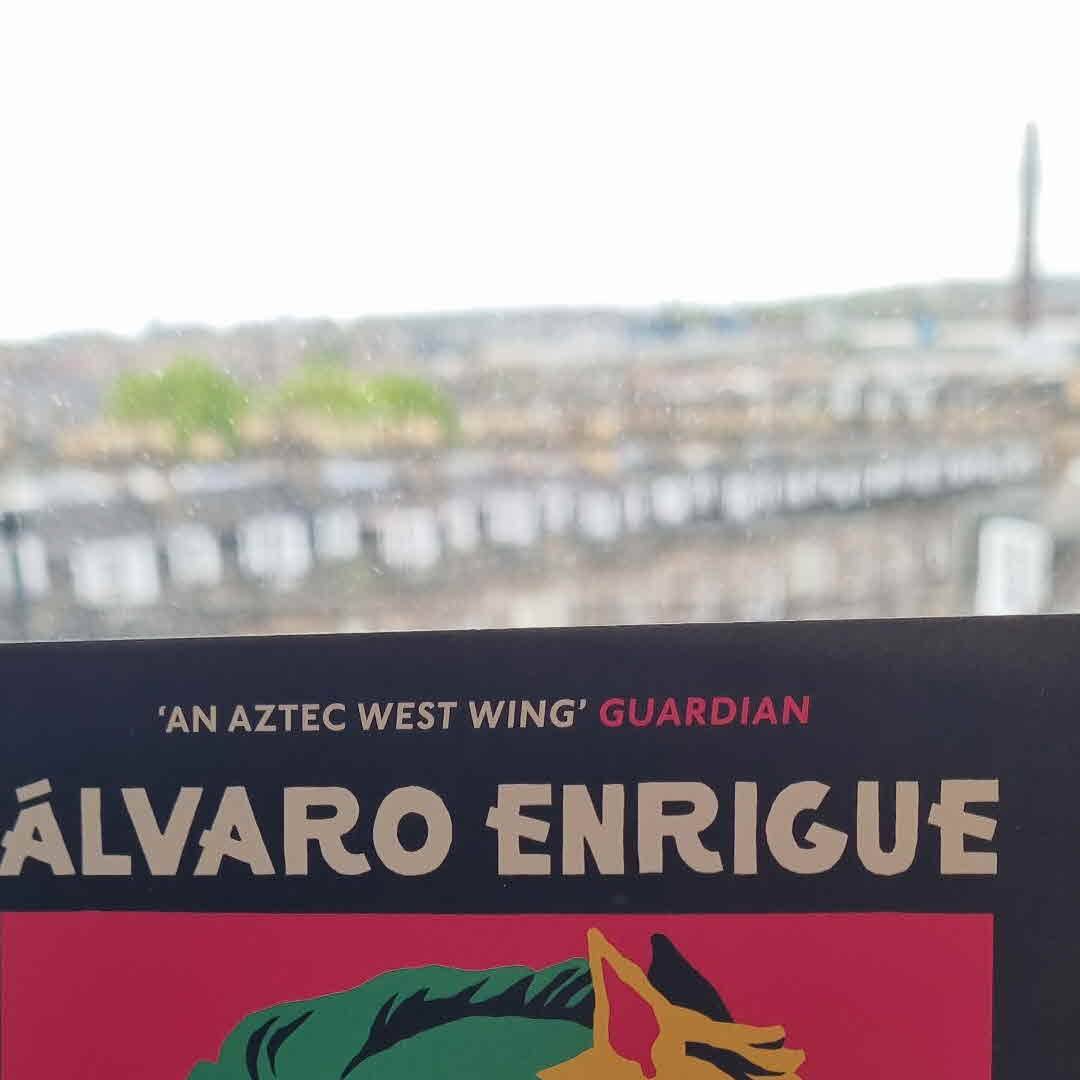 ‘AN AZTEC WEST WING’ GUARDIAN
ÁLVARO ENRIGUE